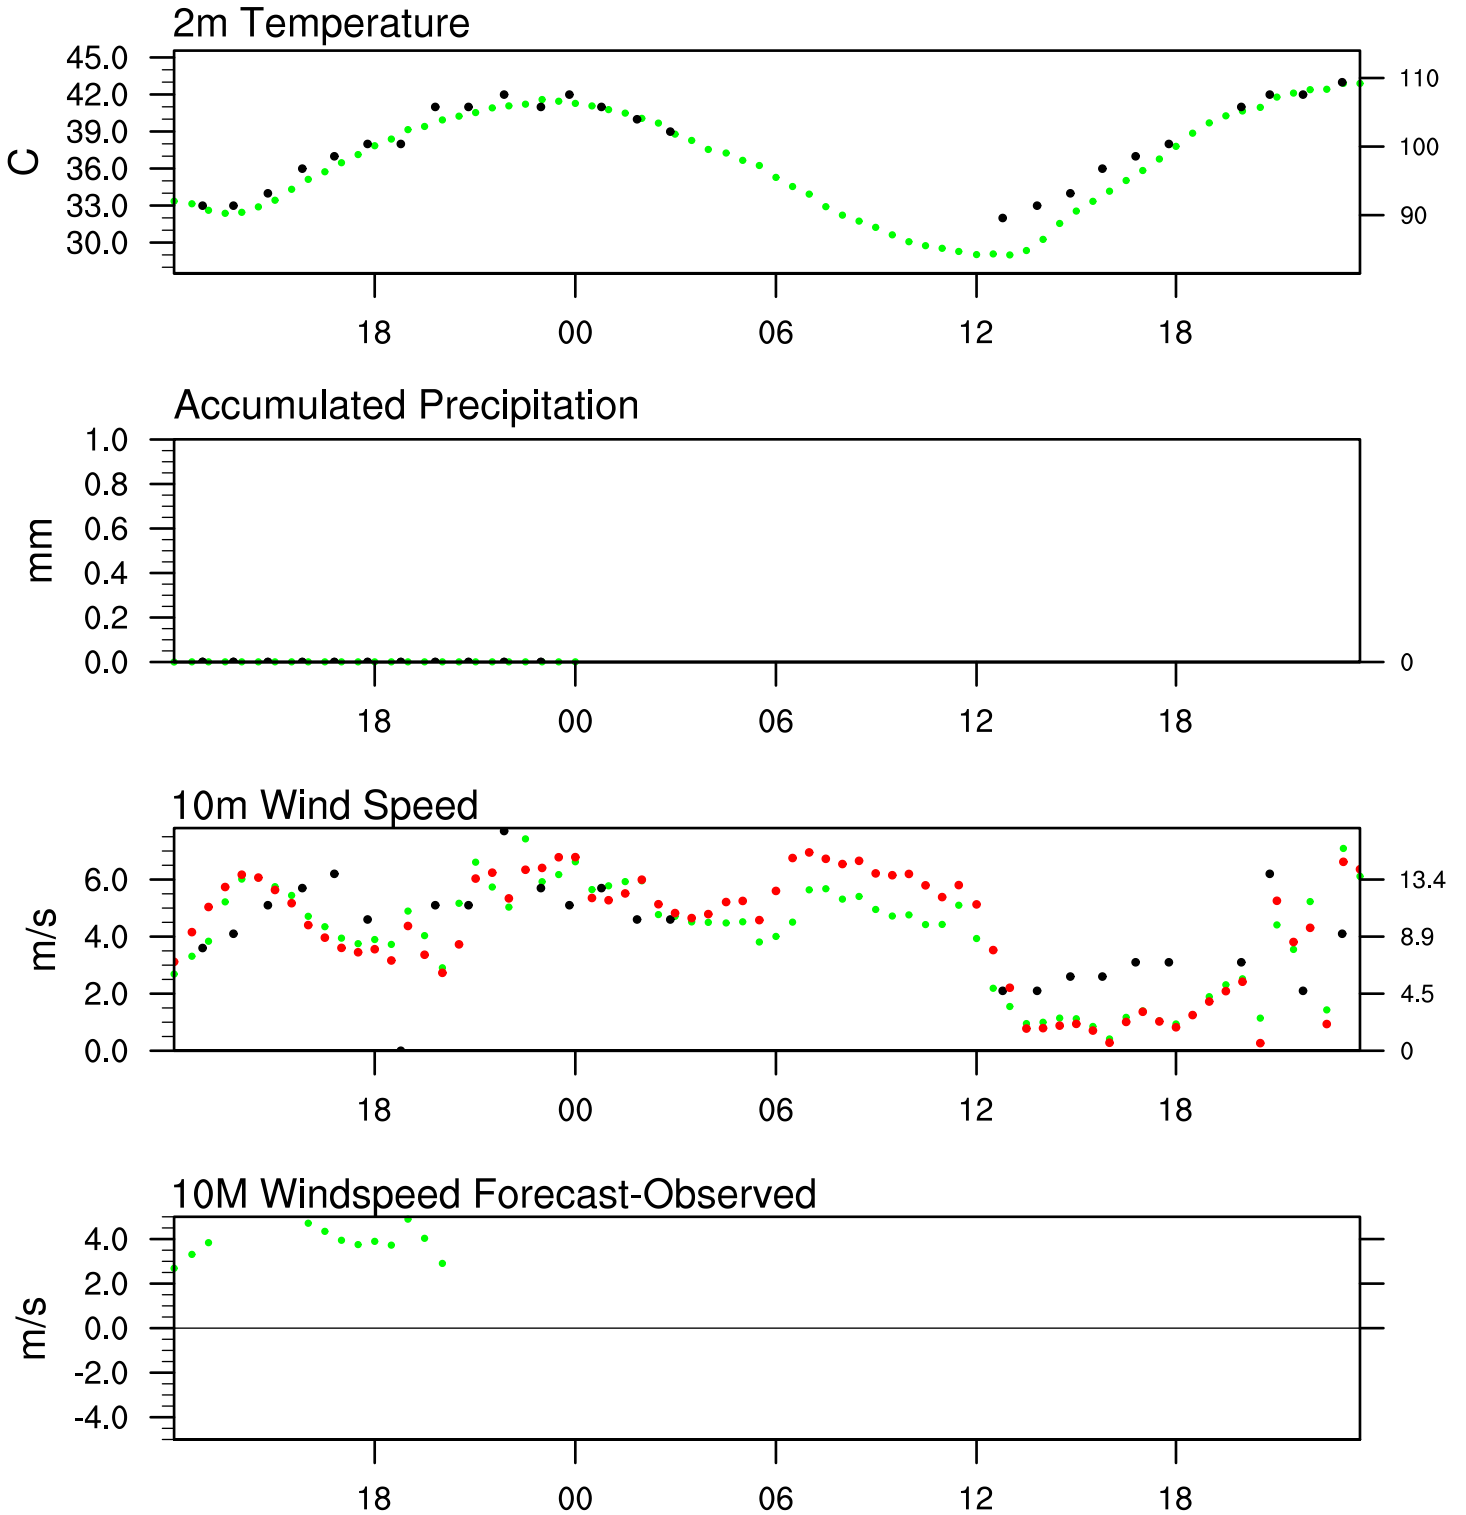 2m Temperature
45.0
42.0
39.0
36.0
33.0
30.0
C
110
100
90
18 00 06 12 18
Accumulated Precipitation
1.0
0.8
0.6
0.4
0.2
0.0
mm
0
18 00 06 12 18
10m Wind Speed
6.0
4.0
2.0
0.0
m/s
13.4
8.9
4.5
0
18 00 06 12 18
10M Windspeed Forecast-Observed
4.0
2.0
0.0
-2.0
-4.0
m/s
18 00 06 12 18